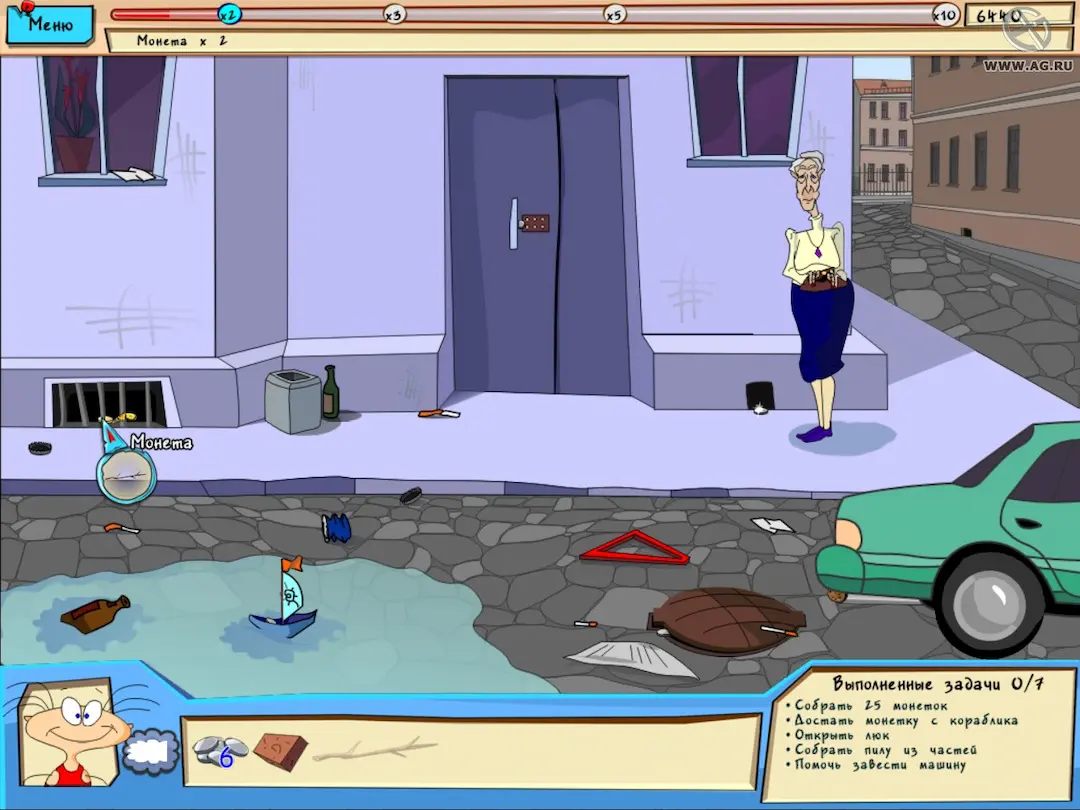 Меню
x2
x3
x5
x10
6440
Монета x 2
WWW.AG.RU
Монета
6
Выполненные задачи 0/7
• Собрать 25 монеток
• Достать монетку с кораблика
• Открыть люк
• Собрать пилу из частей
• Помочь завести машину